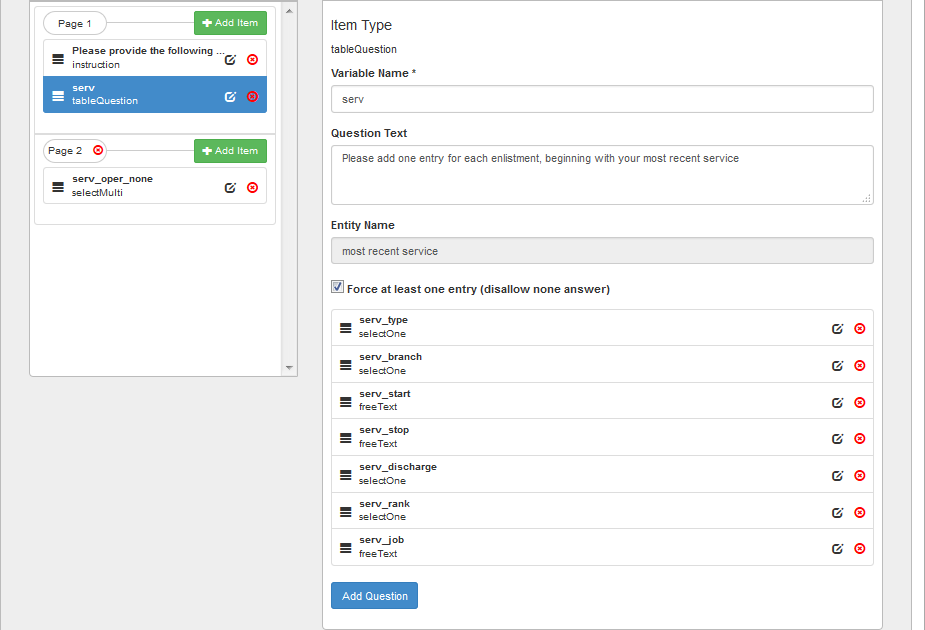 Page 1
Add Item
Please provide the following ...
instruction
serv
tableQuestion
Page 2
Add Item
serv_oper_none
selectMulti
Item Type
tableQuestion
Variable Name *
serv
Question Text
Please add one entry for each enlistment, beginning with your most recent service
Entity Name
most recent service
Force at least one entry (disallow none answer)
serv_type
selectOne
serv_branch
selectOne
serv_start
freeText
serv_stop
freeText
serv_discharge
selectOne
serv_rank
selectOne
serv_job
freeText
Add Question